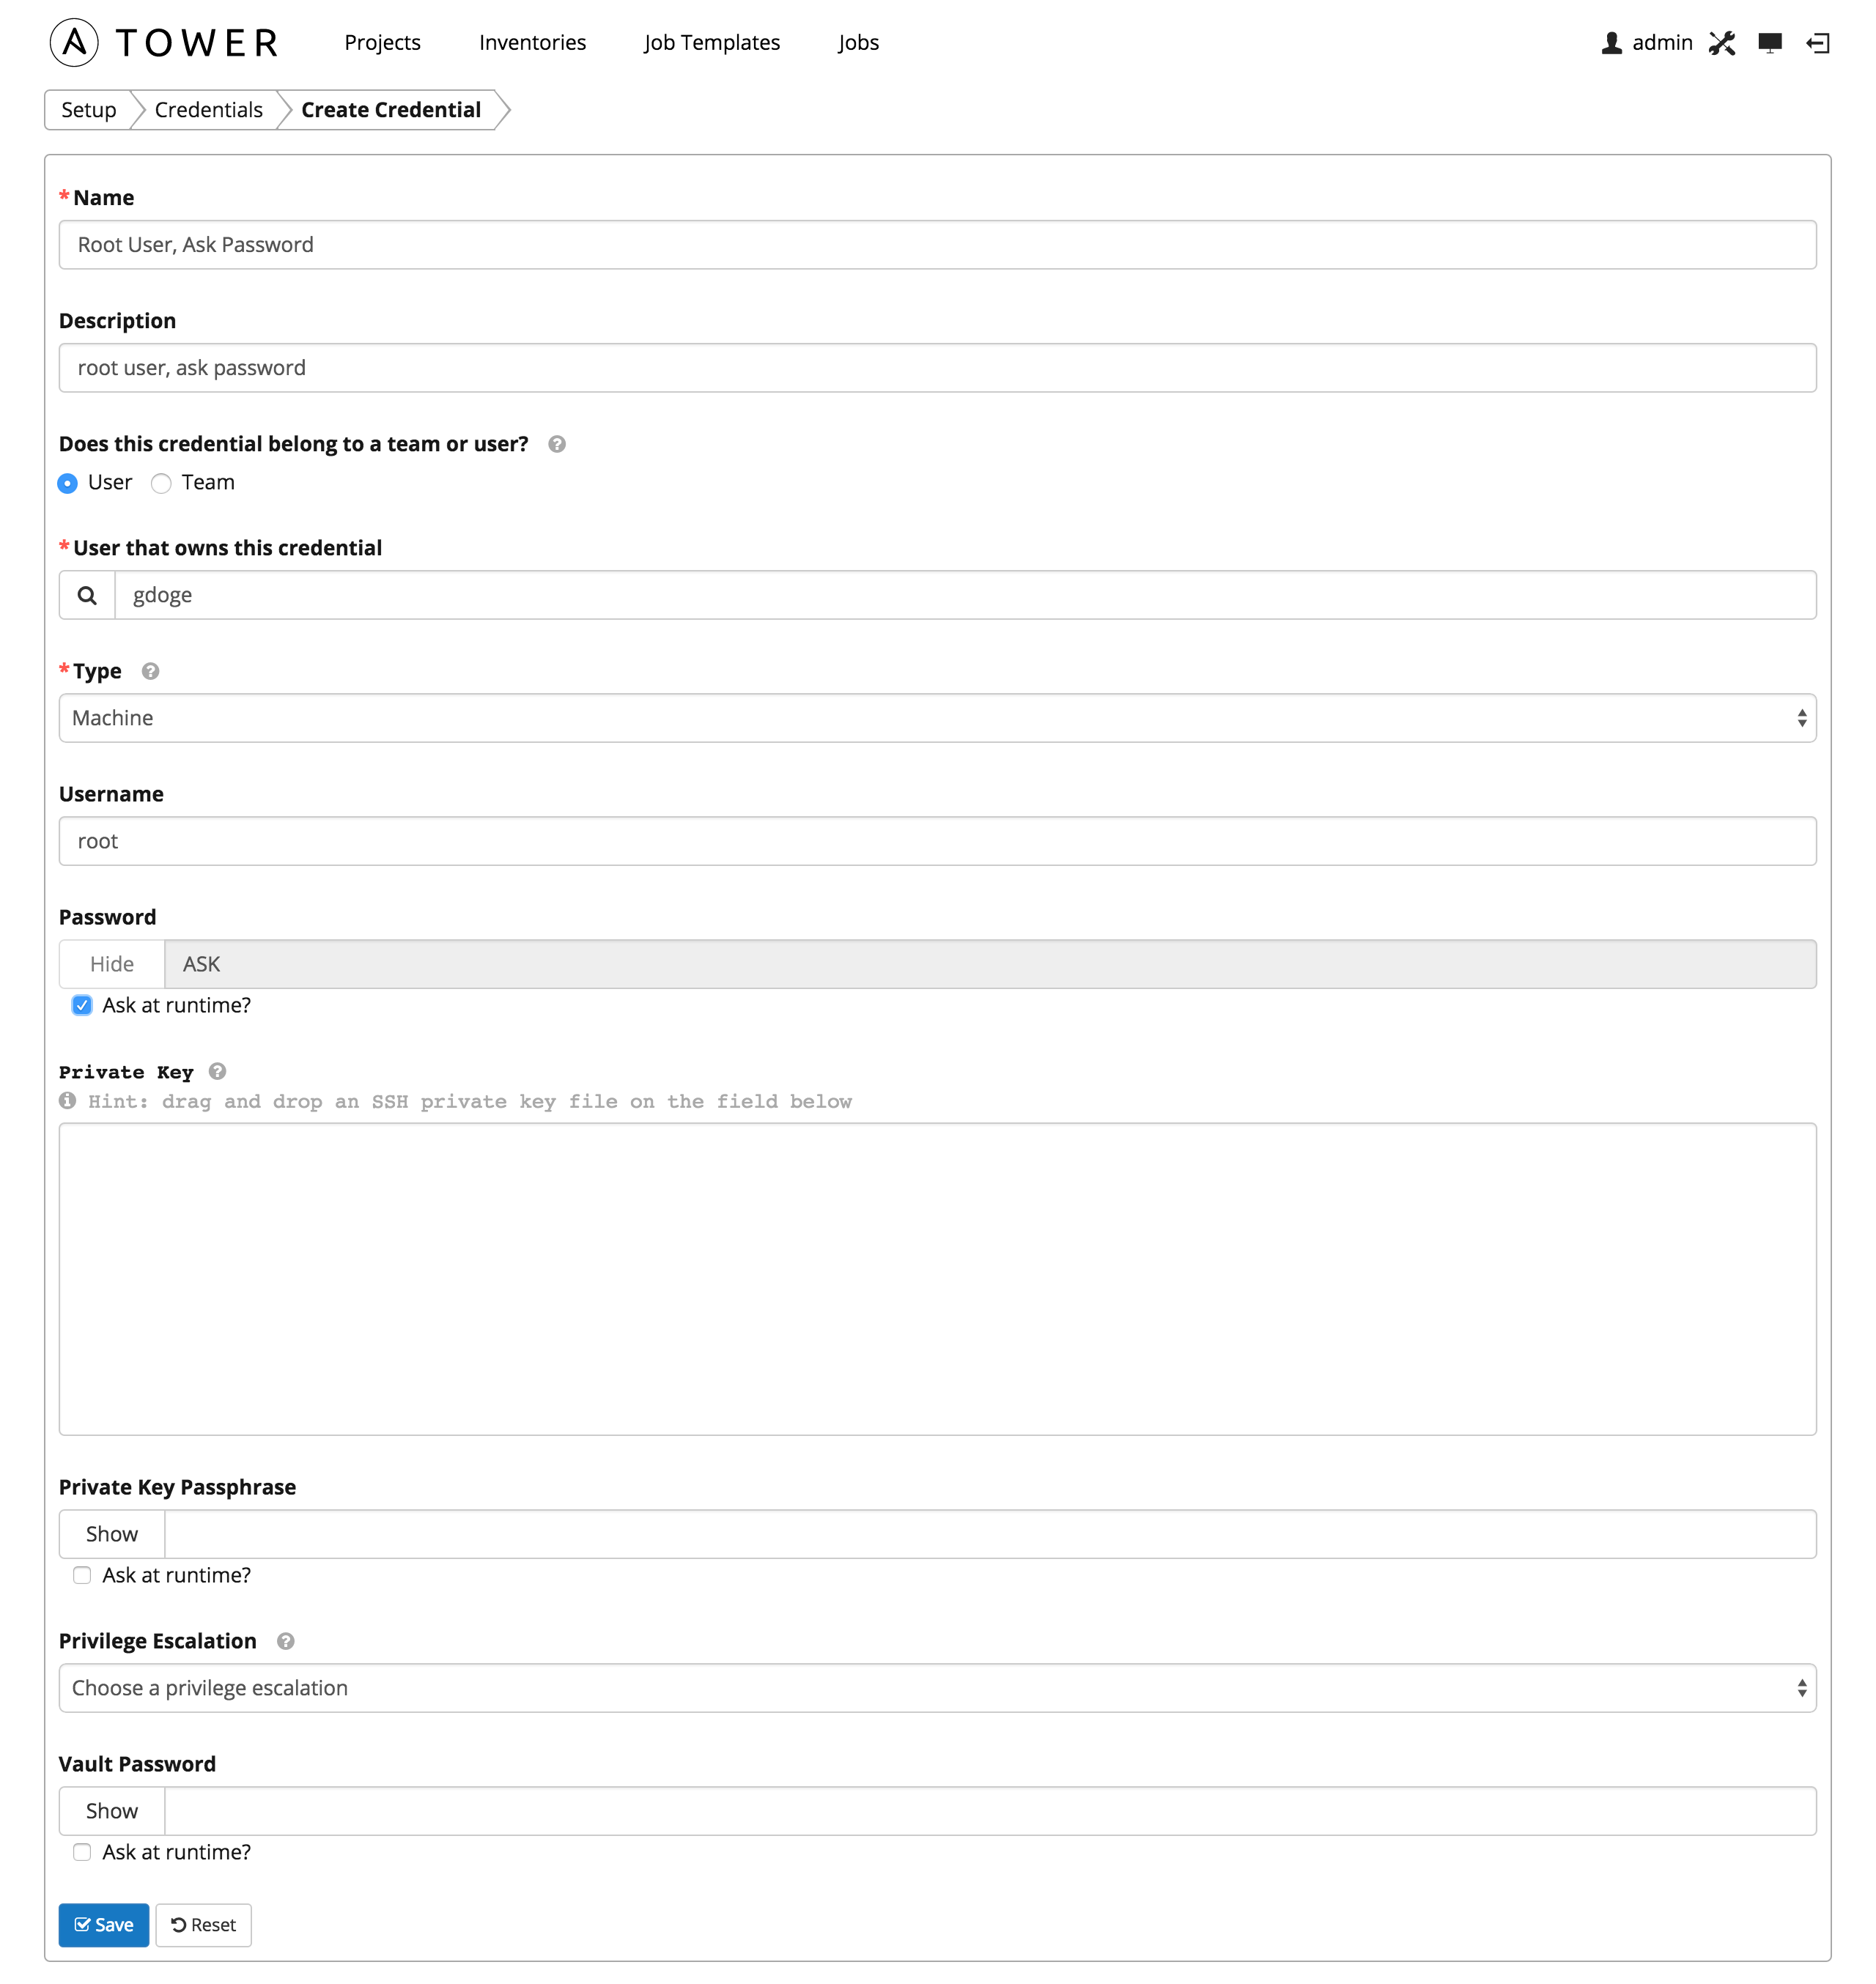 TOWER Projects Inventories Job Templates Jobs admin
Setup Credentials Create Credential
* Name
Root User, Ask Password
Description
root user, ask password
Does this credential belong to a team or user?
User Team
* User that owns this credential
gdoge
* Type
Machine
Username
root
Password
Hide ASK
Ask at runtime?
Private Key
Hint: drag and drop an SSH private key file on the field below
Private Key Passphrase
Show
Ask at runtime?
Privilege Escalation
Choose a privilege escalation
Vault Password
Show
Ask at runtime?
Save Reset